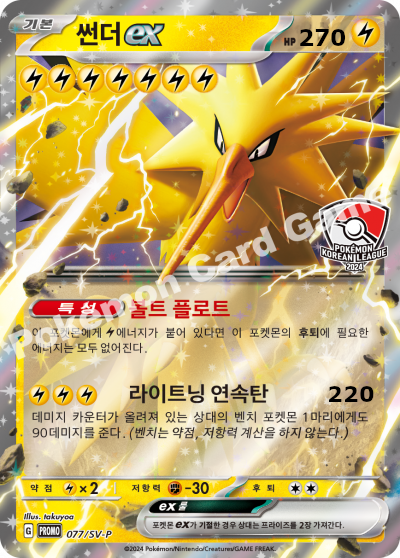 기본 썬더ex HP 270
Pokémon Card Game
POKÉMON
KOREAN LEAGUE
2024
특성 볼트 플로트
이 포켓몬에게 에너지가 붙어 있다면 이 포켓몬의 후퇴에 필요한
에너지는 모두 없어진다.
라이트닝 연속탄 220
데미지 카운터가 올려져 있는 상대의 벤치 포켓몬 1마리에게도
90데미지를 준다. (벤치는 약점, 저항력 계산을 하지 않는다.)
약점 ×2 저항력 -30 후퇴
Illus. takuyoa
G PROMO 077/SV-P
ex룰
포켓몬 ex가 기절한 경우 상대는 프라이즈를 2장 가져간다.
©2024 Pokémon/Nintendo/Creatures/GAME FREAK.